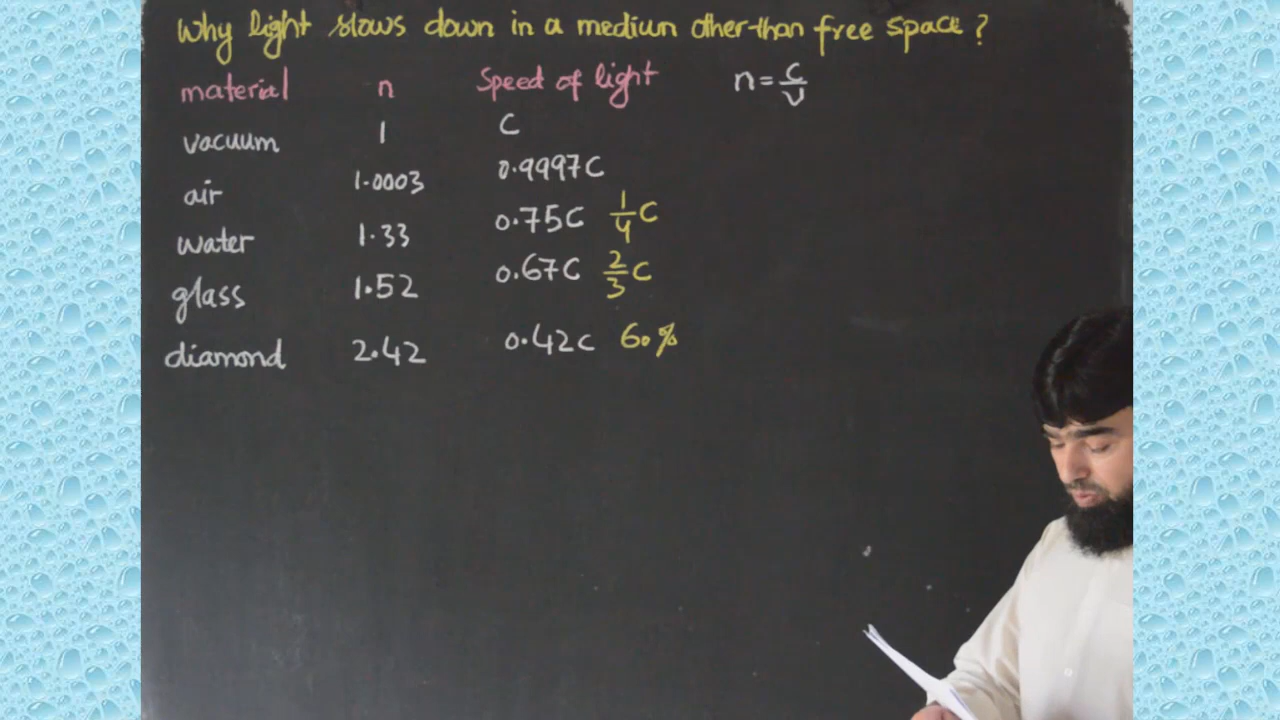 Why light slows down in a medium other than free space?
material n Speed of light n = c/v
vacuum 1 C
air 1.0003 0.9997C
water 1.33 0.75C 1/4 C
glass 1.52 0.67C 2/3 C
diamond 2.42 0.42C 60%